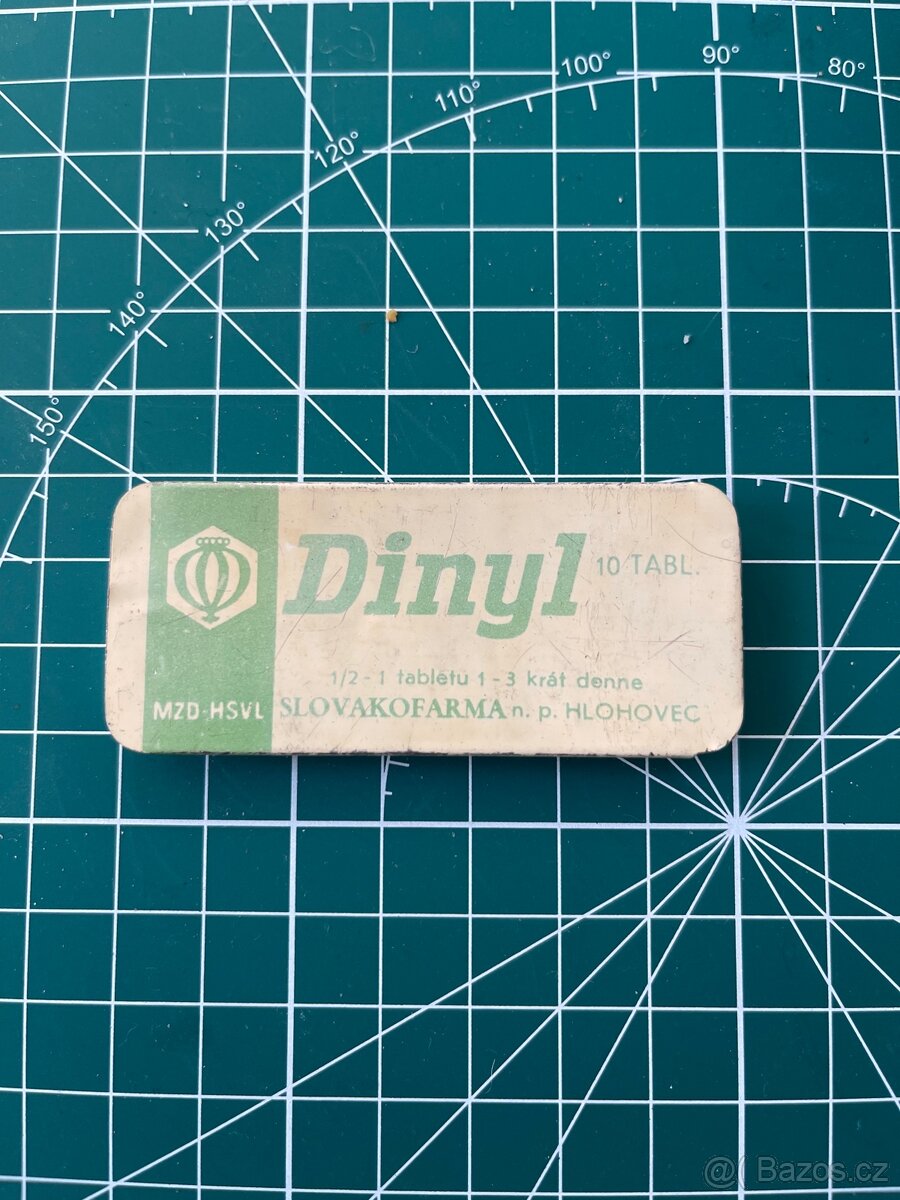 90°
80°
100°
110°
120°
130°
140°
150°
Dinyl 10 TABL.
1/2 - 1 tabletu 1 - 3 krát denne
MZD-HSVL SLOVAKOFARMA n. p. HLOHOVEC
@( Bazos.cz